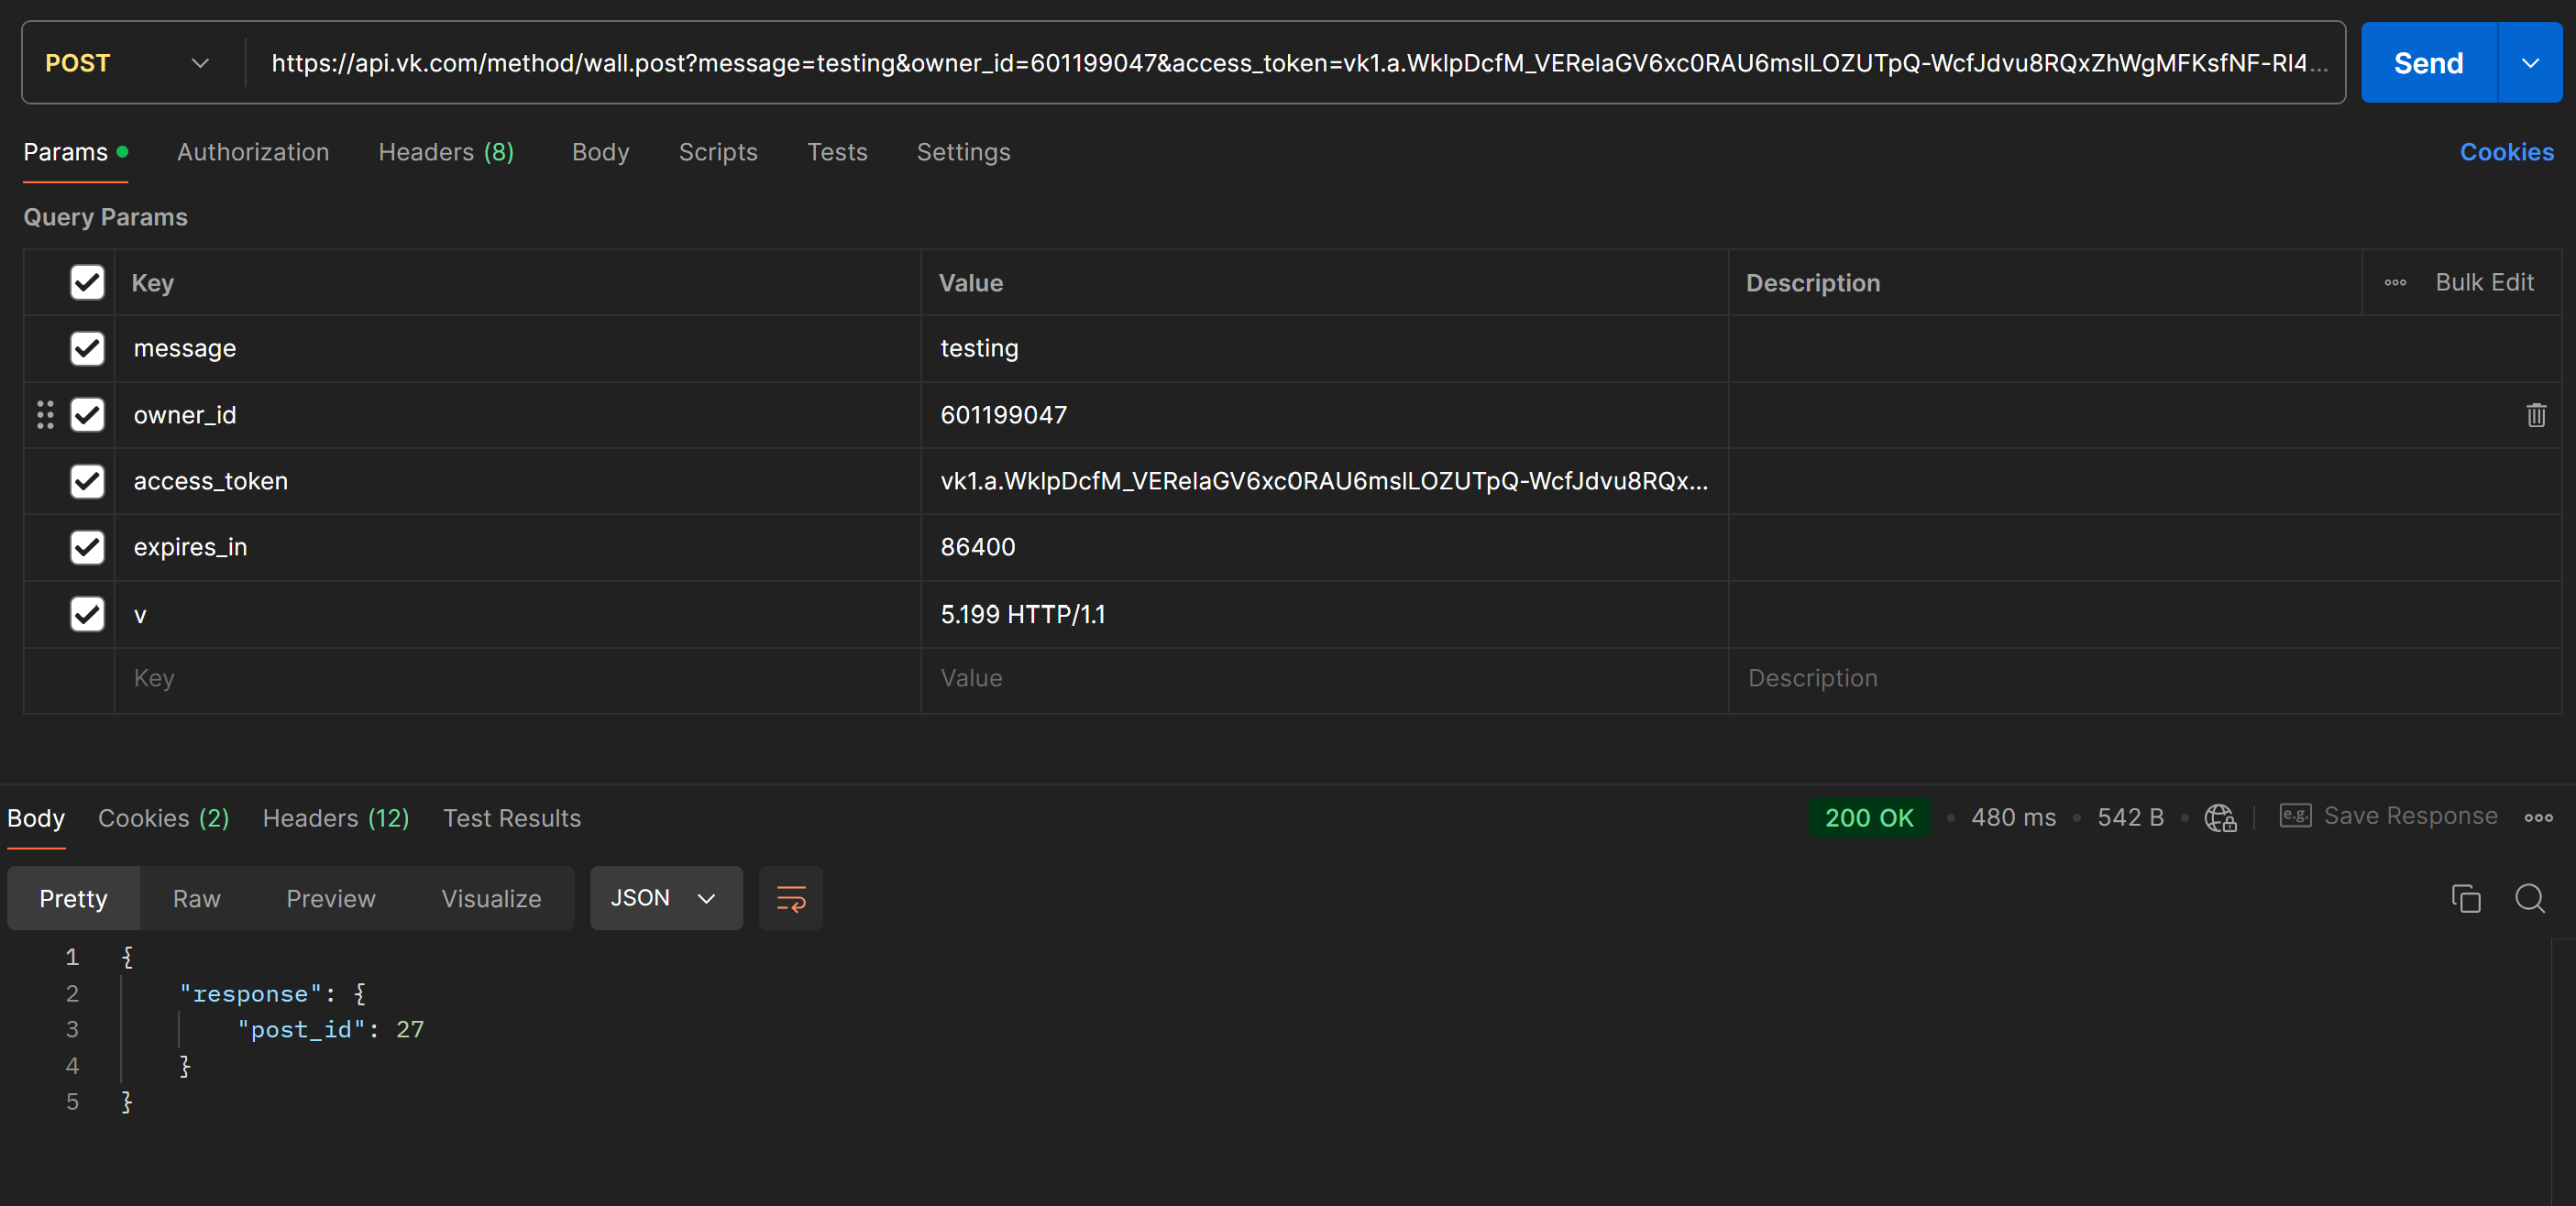 POST https://api.vk.com/method/wall.post?message=testing&owner_id=601199047&access_token=vk1.a.WklpDcfM_VERelaGV6xc0RAU6mslLOZUTpQ-WcfJdvu8RQxZhWgMFKsfNF-RI4... Send
Params Authorization Headers (8) Body Scripts Tests Settings Cookies
Query Params
Key Value Description Bulk Edit
message testing
owner_id 601199047
access_token vk1.a.WklpDcfM_VERelaGV6xc0RAU6mslLOZUTpQ-WcfJdvu8RQx...
expires_in 86400
v 5.199 HTTP/1.1
Key Value Description
Body Cookies (2) Headers (12) Test Results 200 OK 480 ms 542 B e.g. Save Response
Pretty Raw Preview Visualize JSON
1 {
2 "response": {
3 "post_id": 27
4 }
5 }